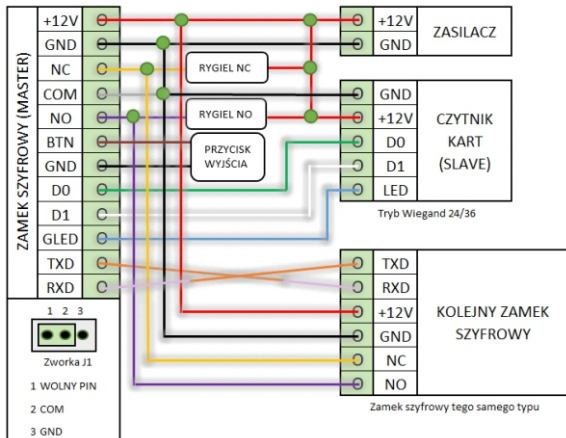 ZAMEK SZYFROWY (MASTER)
+12V
GND
NC
COM
NO
BTN
GND
D0
D1
GLED
TXD
RXD
RYGIEL NC
RYGIEL NO
PRZYCISK
WYJŚCIA
+12V
GND
ZASILACZ
GND
+12V
D0
D1
LED
CZYTNIK
KART
(SLAVE)
Tryb Wiegand 24/36
TXD
RXD
+12V
GND
NC
NO
KOLEJNY ZAMEK
SZYFROWY
Zamek szyfrowy tego samego typu
1 2 3
Zworka J1
1 WOLNY PIN
2 COM
3 GND